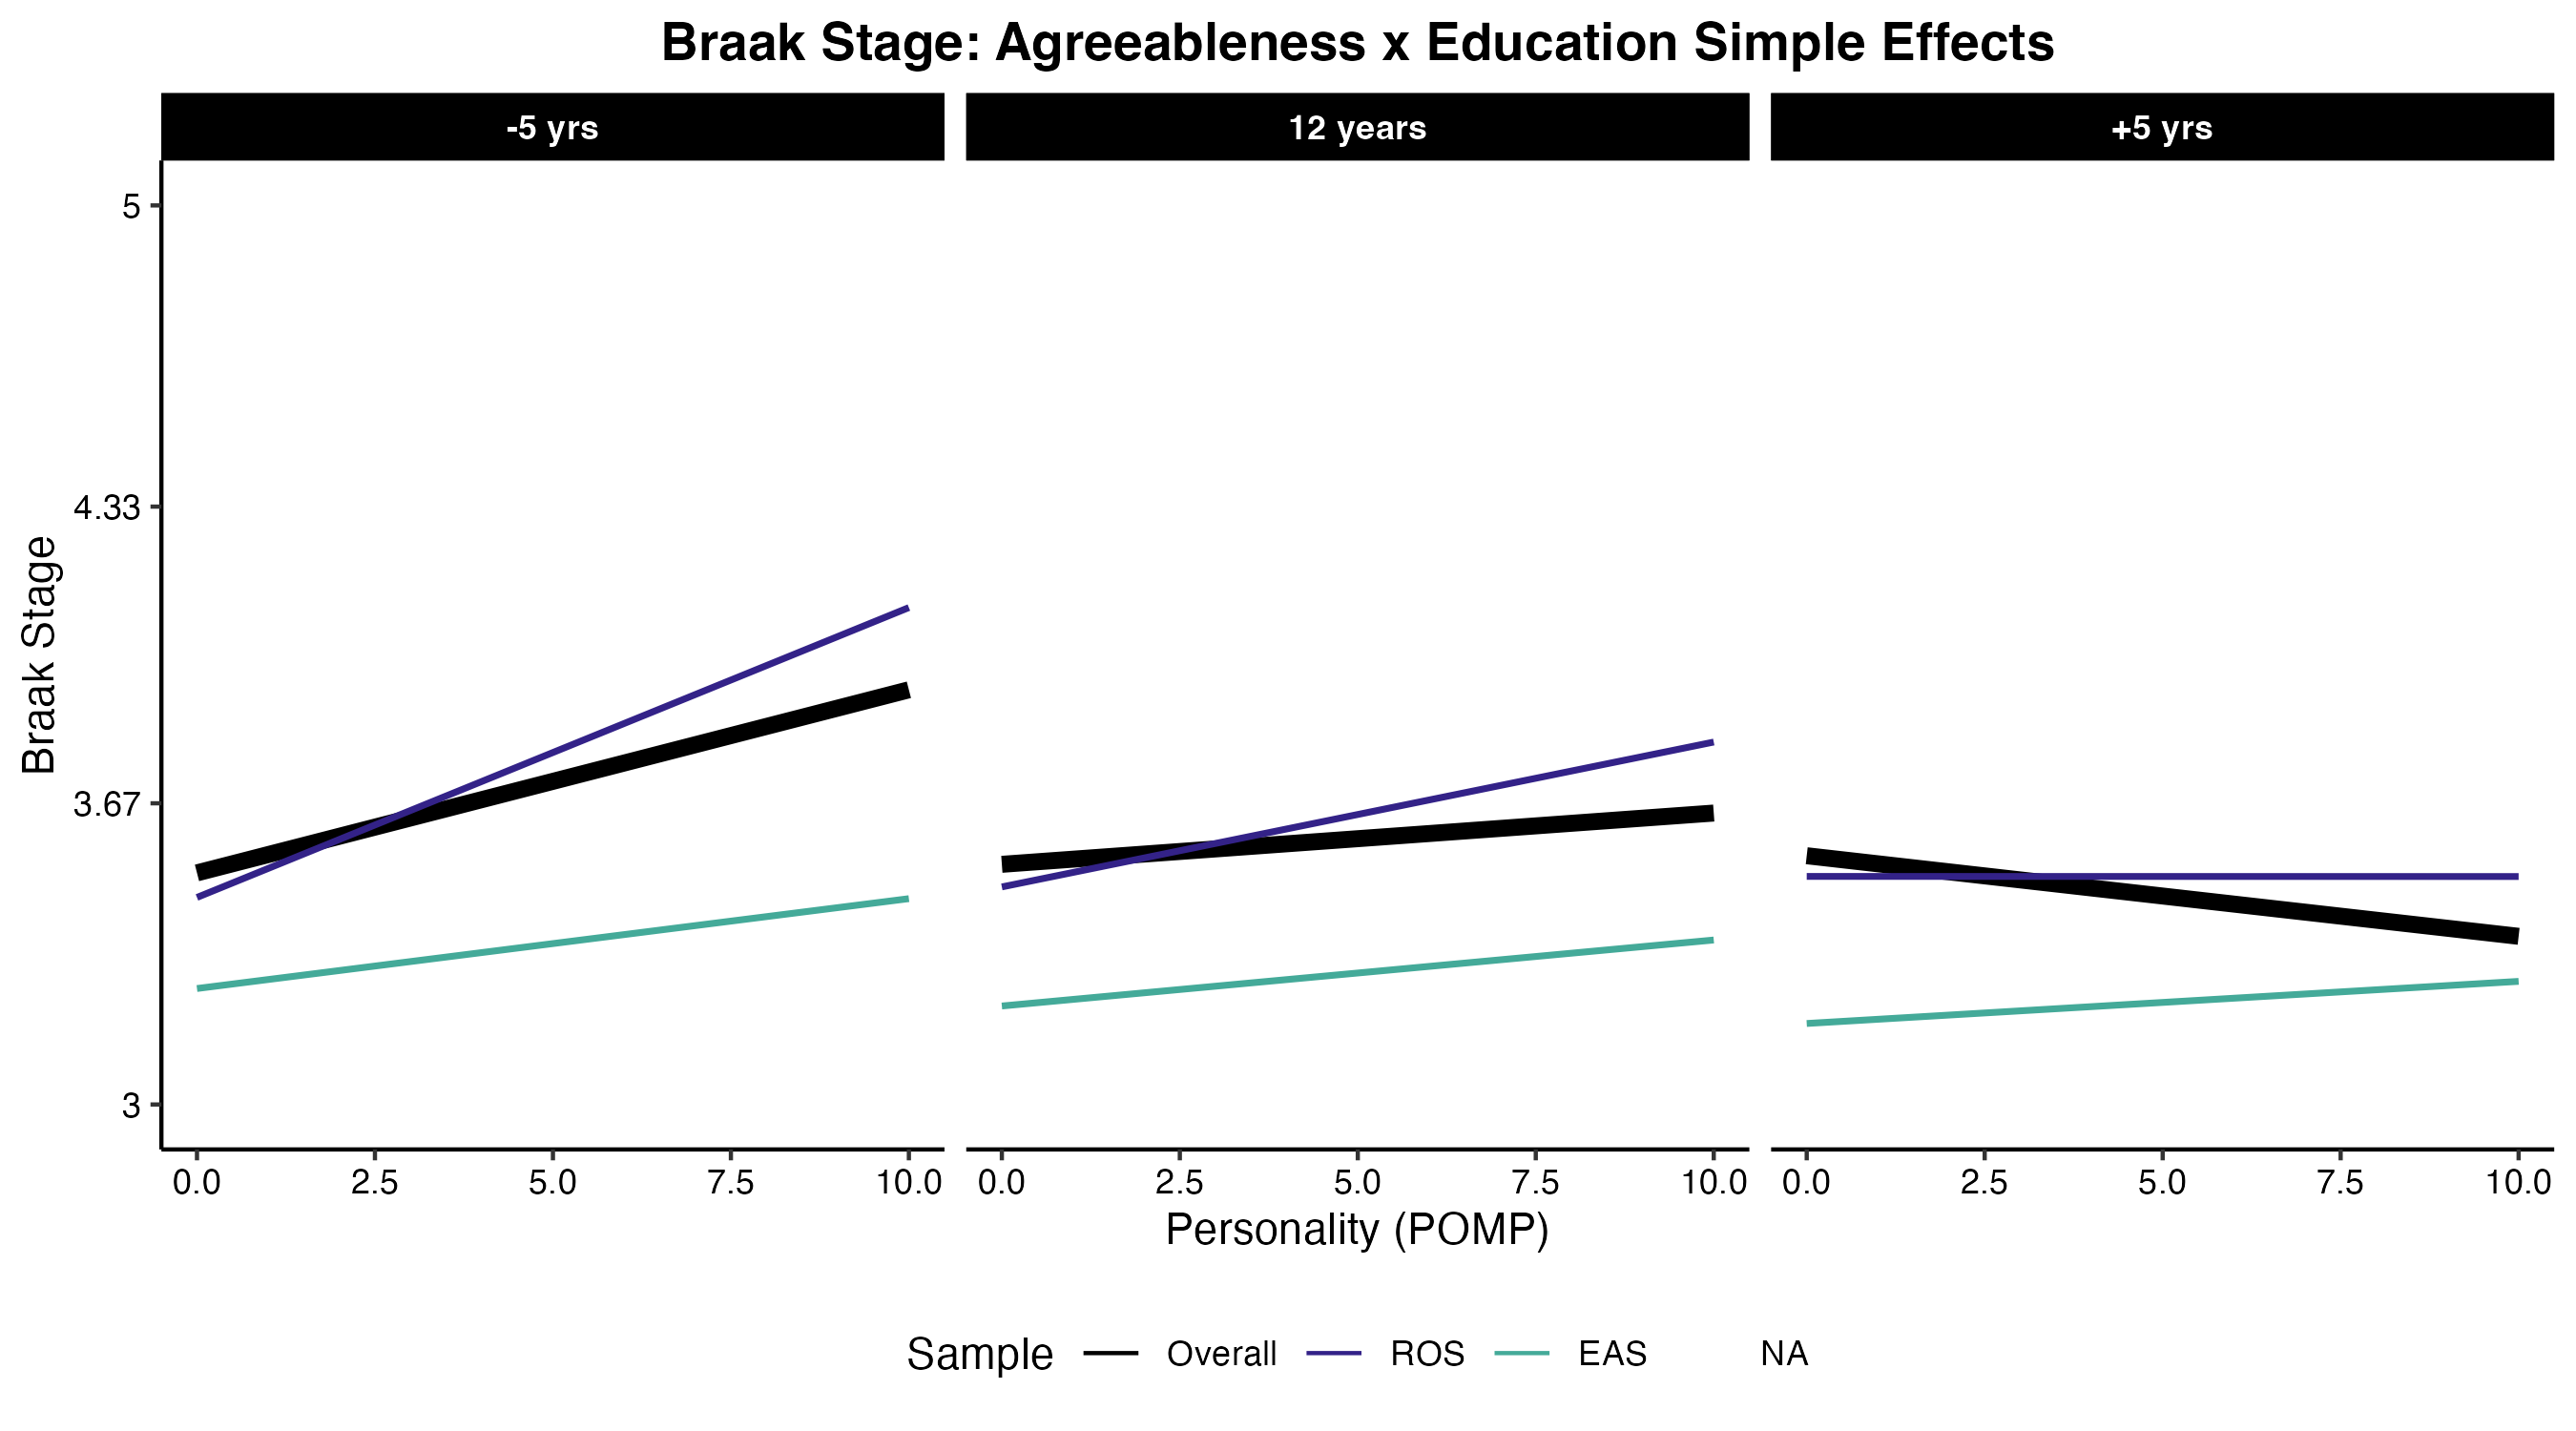 Braak Stage: Agreeableness x Education Simple Effects
-5 yrs 12 years +5 yrs
5
4.33
3.67
3
Braak Stage
0.0 2.5 5.0 7.5 10.0 0.0 2.5 5.0 7.5 10.0 0.0 2.5 5.0 7.5 10.0
Personality (POMP)
Sample Overall ROS EAS NA